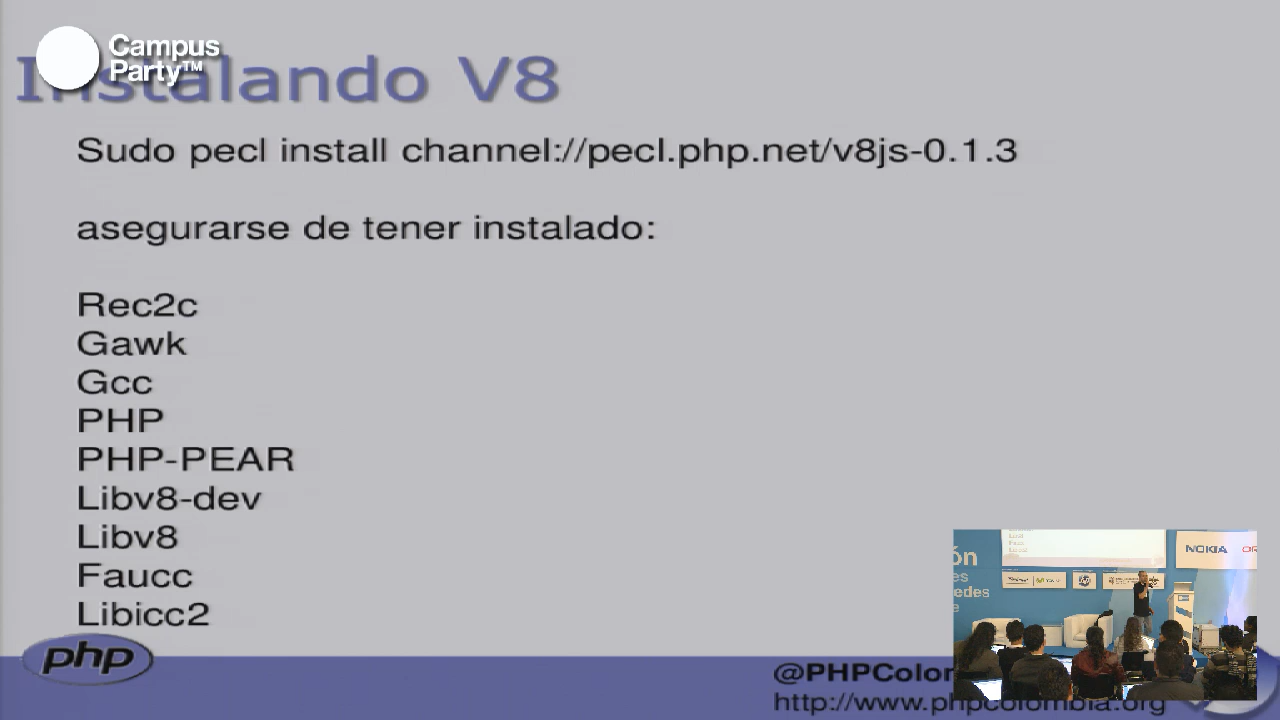 Campus
Party™
Instalando V8
Sudo pecl install channel://pecl.php.net/v8js-0.1.3
asegurarse de tener instalado:
Rec2c
Gawk
Gcc
PHP
PHP-PEAR
Libv8-dev
Libv8
Faucc
Libicc2
php
@PHPColom
http://www.phpcolombia.org
NOKIA